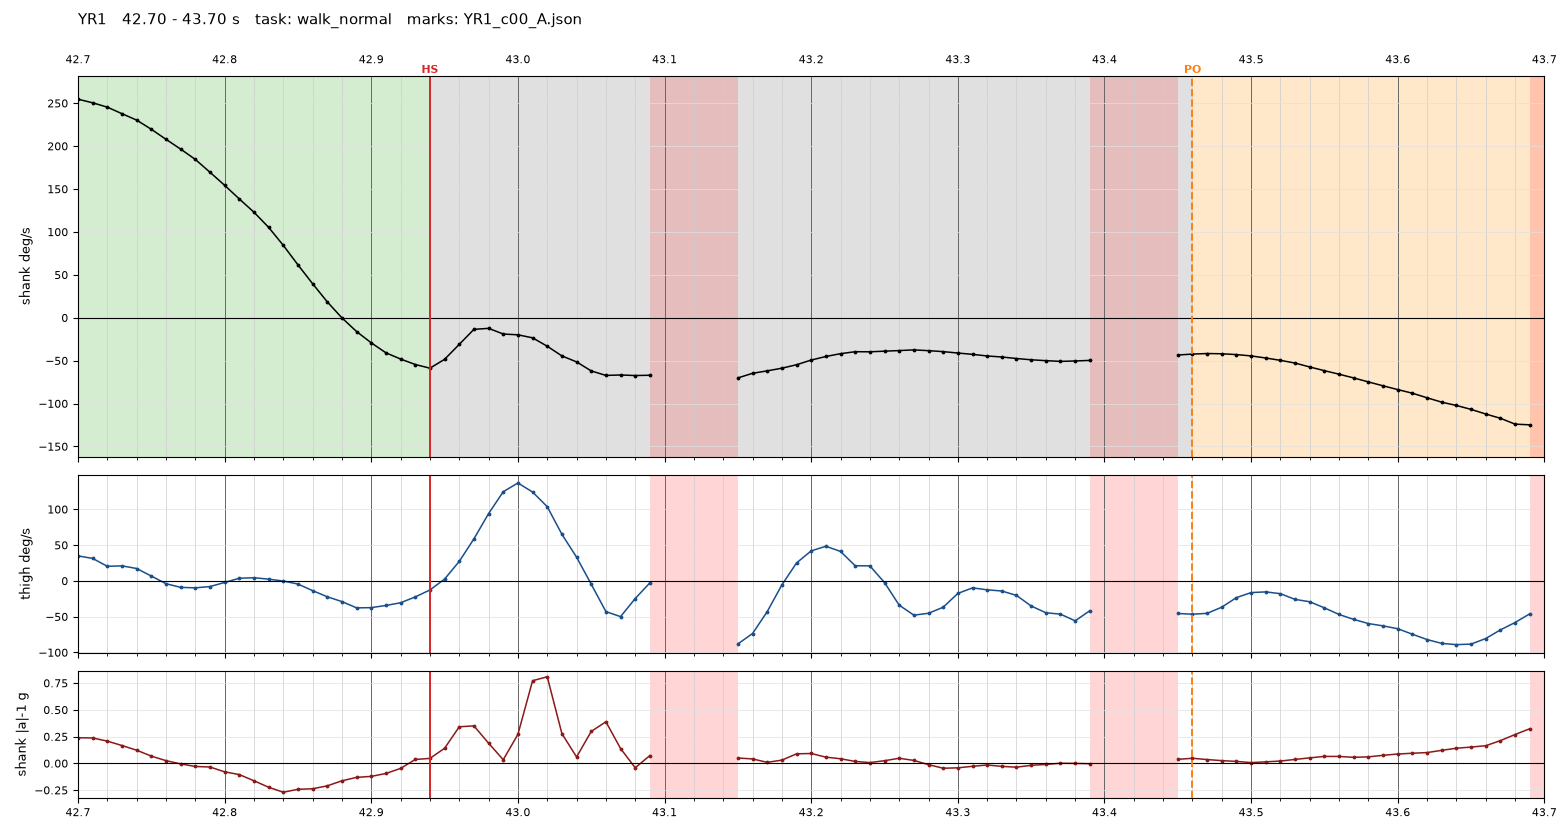 YR1   42.70 - 43.70 s   task: walk_normal   marks: YR1_c00_A.json
42.7 42.8 42.9 43.0 43.1 43.2 43.3 43.4 43.5 43.6 43.7
HS PO
shank deg/s
250
200
150
100
50
0
−50
−100
−150
thigh deg/s
100
50
0
−50
−100
shank |a|-1 g
0.75
0.50
0.25
0.00
−0.25
42.7 42.8 42.9 43.0 43.1 43.2 43.3 43.4 43.5 43.6 43.7